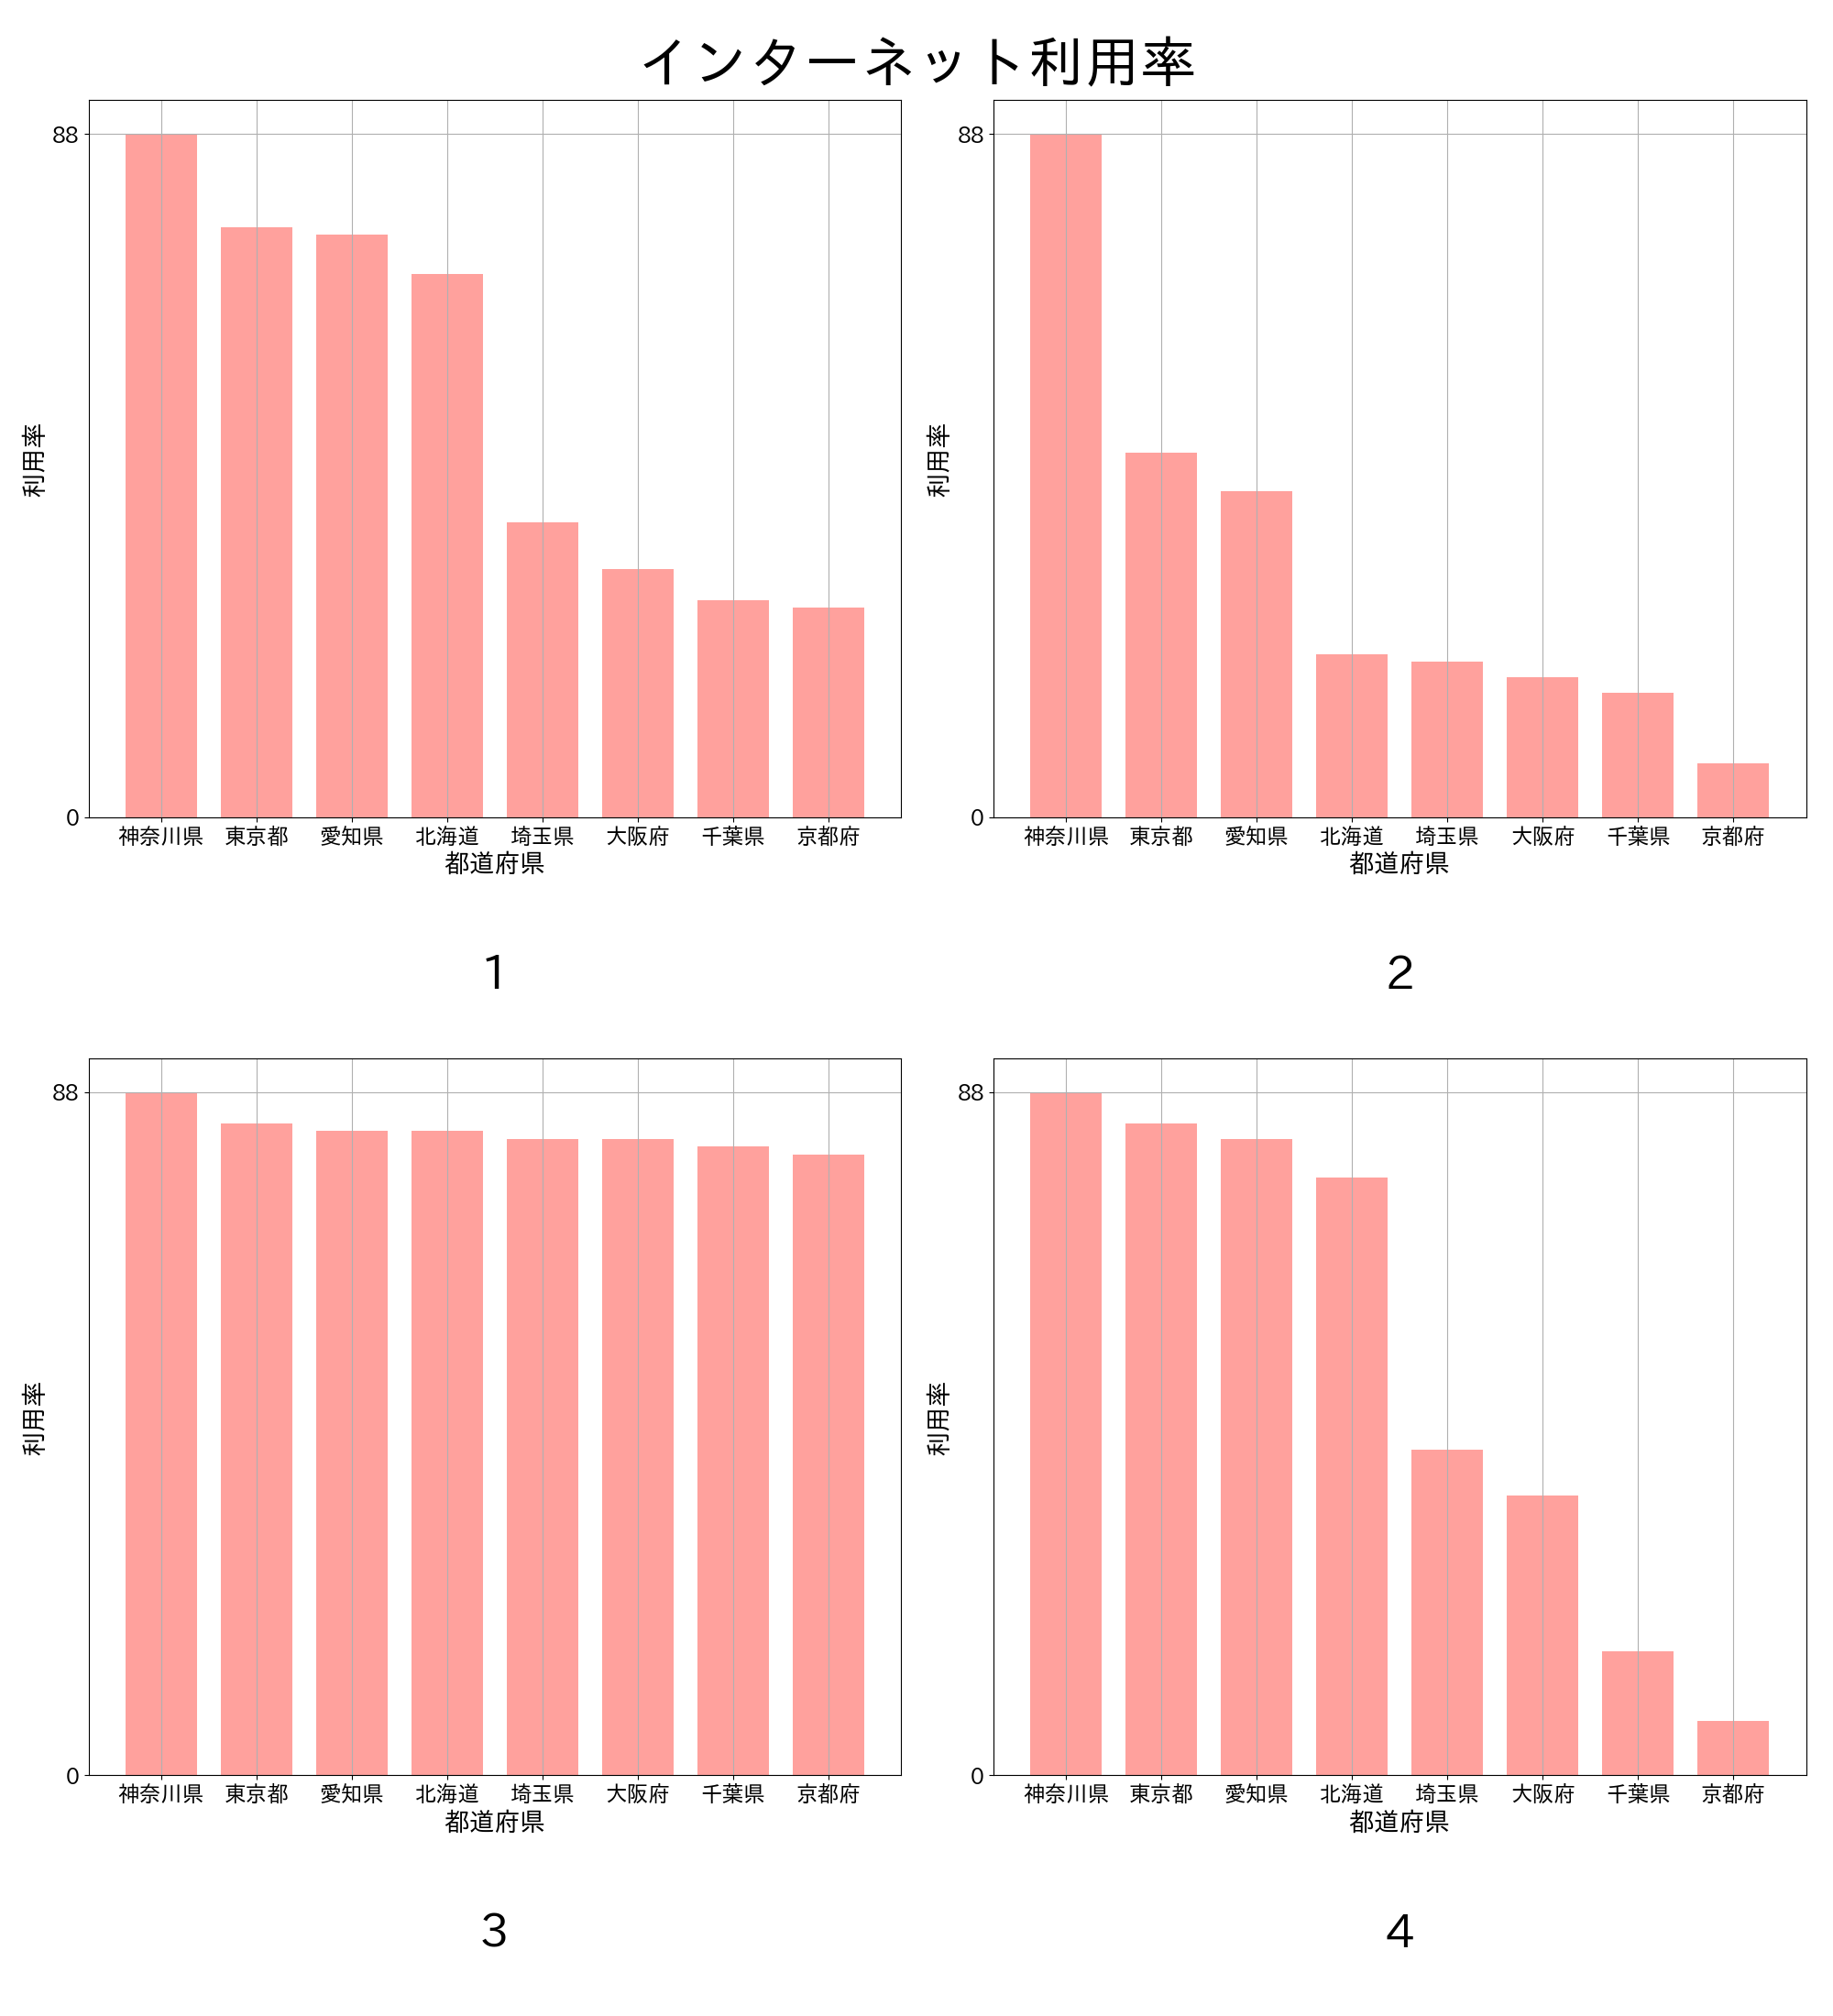 インターネット利用率
88
0
利用率
神奈川県 東京都 愛知県 北海道 埼玉県 大阪府 千葉県 京都府
都道府県
1
88
0
利用率
神奈川県 東京都 愛知県 北海道 埼玉県 大阪府 千葉県 京都府
都道府県
2
88
0
利用率
神奈川県 東京都 愛知県 北海道 埼玉県 大阪府 千葉県 京都府
都道府県
3
88
0
利用率
神奈川県 東京都 愛知県 北海道 埼玉県 大阪府 千葉県 京都府
都道府県
4